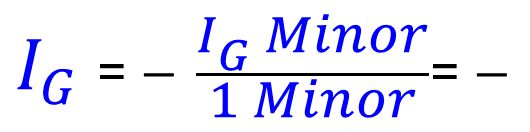 I_G = − I_G Minor / 1 Minor = −